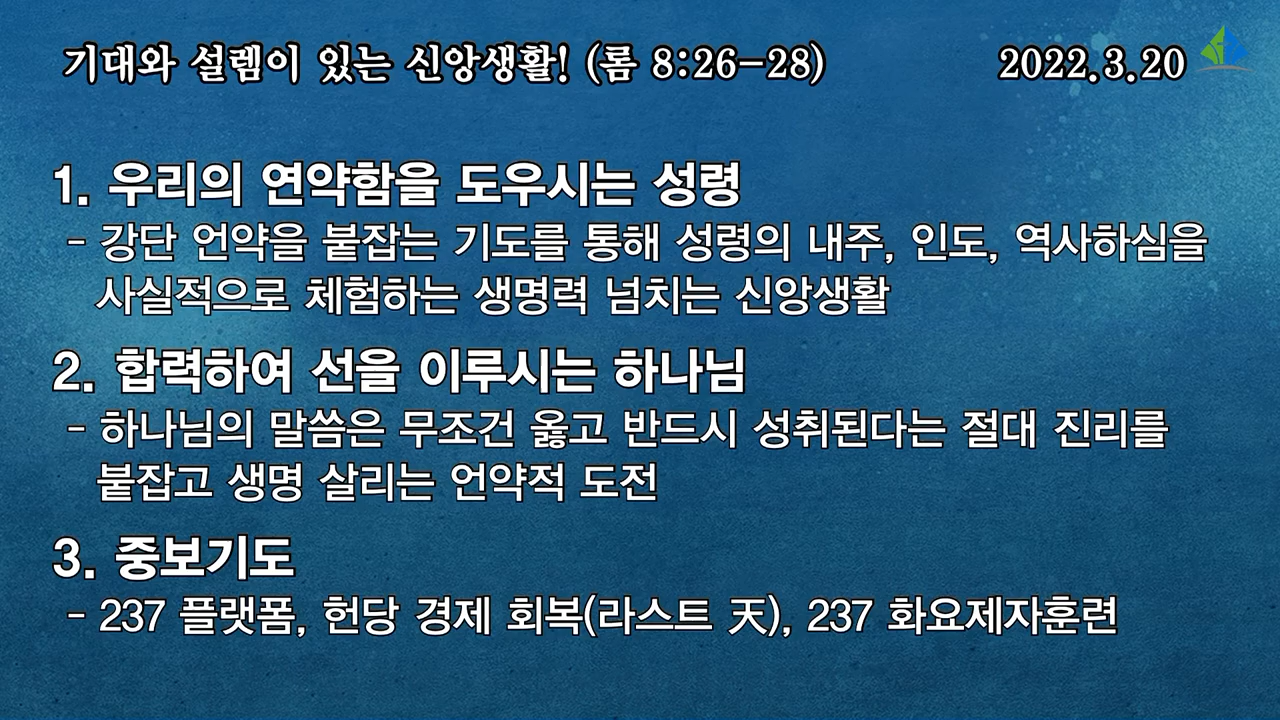 기대와 설렘이 있는 신앙생활! (롬 8:26-28) 2022.3.20
1. 우리의 연약함을 도우시는 성령
- 강단 언약을 붙잡는 기도를 통해 성령의 내주, 인도, 역사하심을
사실적으로 체험하는 생명력 넘치는 신앙생활
2. 합력하여 선을 이루시는 하나님
- 하나님의 말씀은 무조건 옳고 반드시 성취된다는 절대 진리를
붙잡고 생명 살리는 언약적 도전
3. 중보기도
- 237 플랫폼, 헌당 경제 회복(라스트 天), 237 화요제자훈련